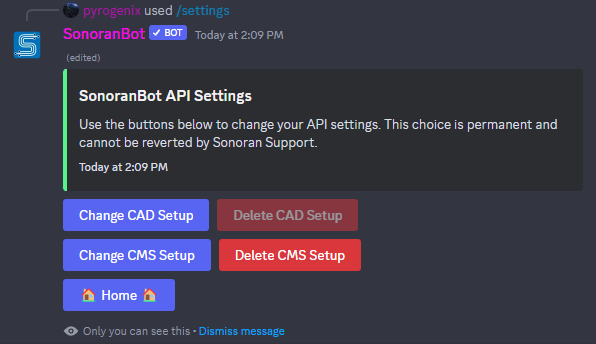 pyrogenix used /settings
SonoranBot ✔ BOT Today at 2:09 PM
(edited)
SonoranBot API Settings
Use the buttons below to change your API settings. This choice is permanent and
cannot be reverted by Sonoran Support.
Today at 2:09 PM
Change CAD Setup Delete CAD Setup
Change CMS Setup Delete CMS Setup
🏠 Home 🏠
Only you can see this • Dismiss message